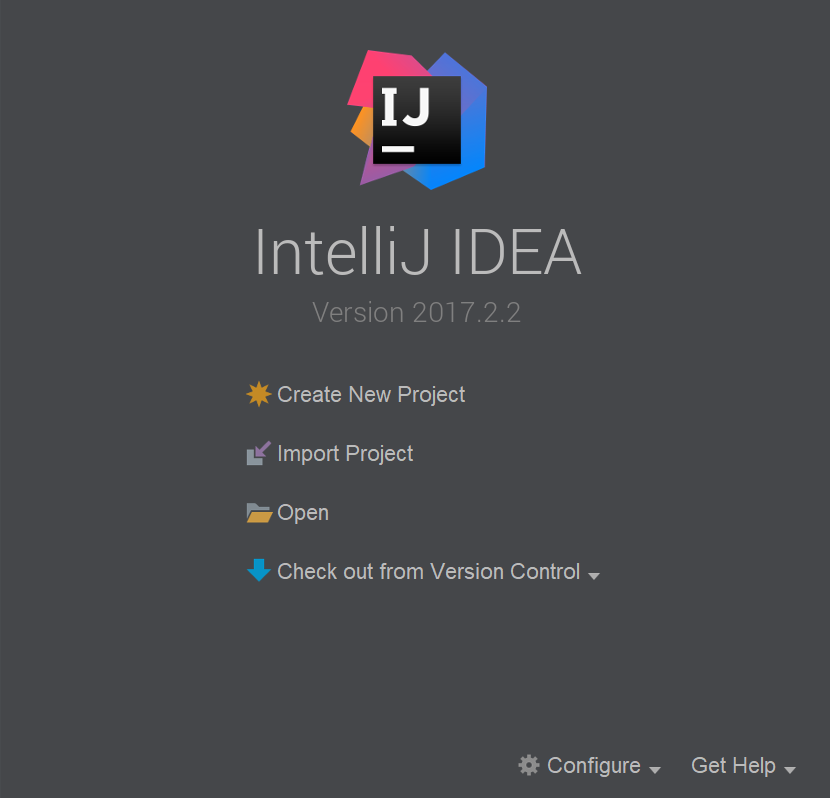 IJ
IntelliJ IDEA
Version 2017.2.2
Create New Project
Import Project
Open
Check out from Version Control
Configure
Get Help